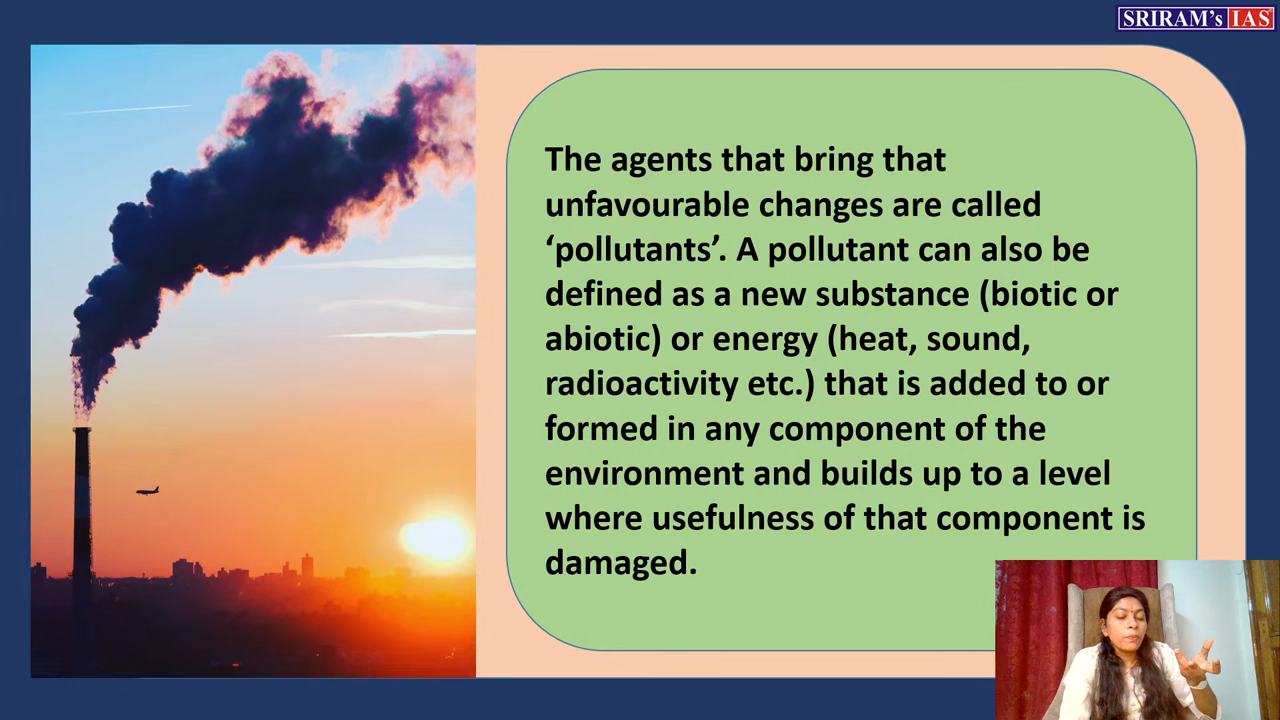 SRIRAM's IAS
The agents that bring that
unfavourable changes are called
‘pollutants’. A pollutant can also be
defined as a new substance (biotic or
abiotic) or energy (heat, sound,
radioactivity etc.) that is added to or
formed in any component of the
environment and builds up to a level
where usefulness of that component is
damaged.